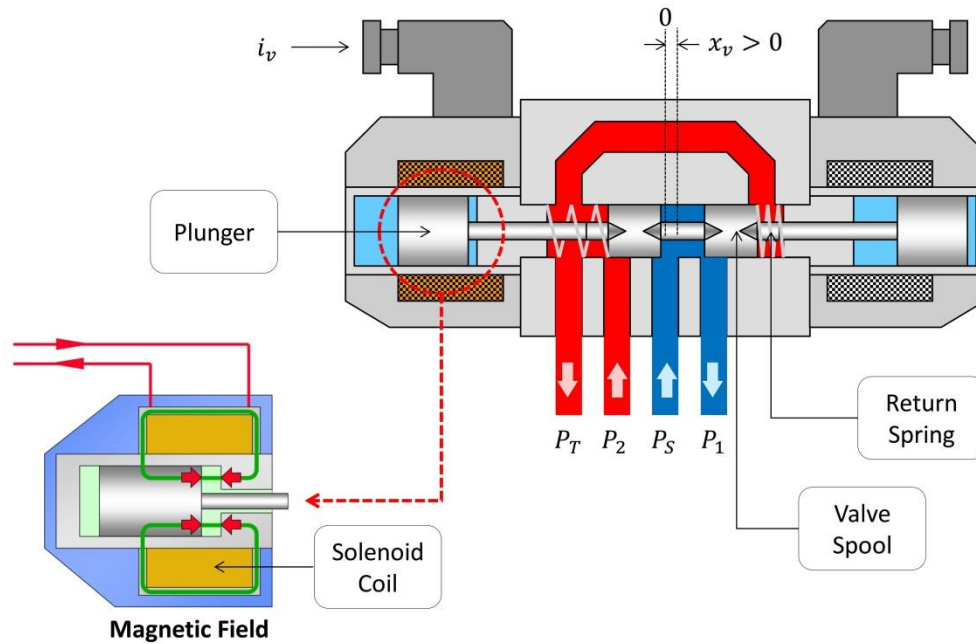 0
i_v
x_v > 0
Plunger
P_T
P_2
P_S
P_1
Return
Spring
Valve
Spool
Solenoid
Coil
Magnetic Field